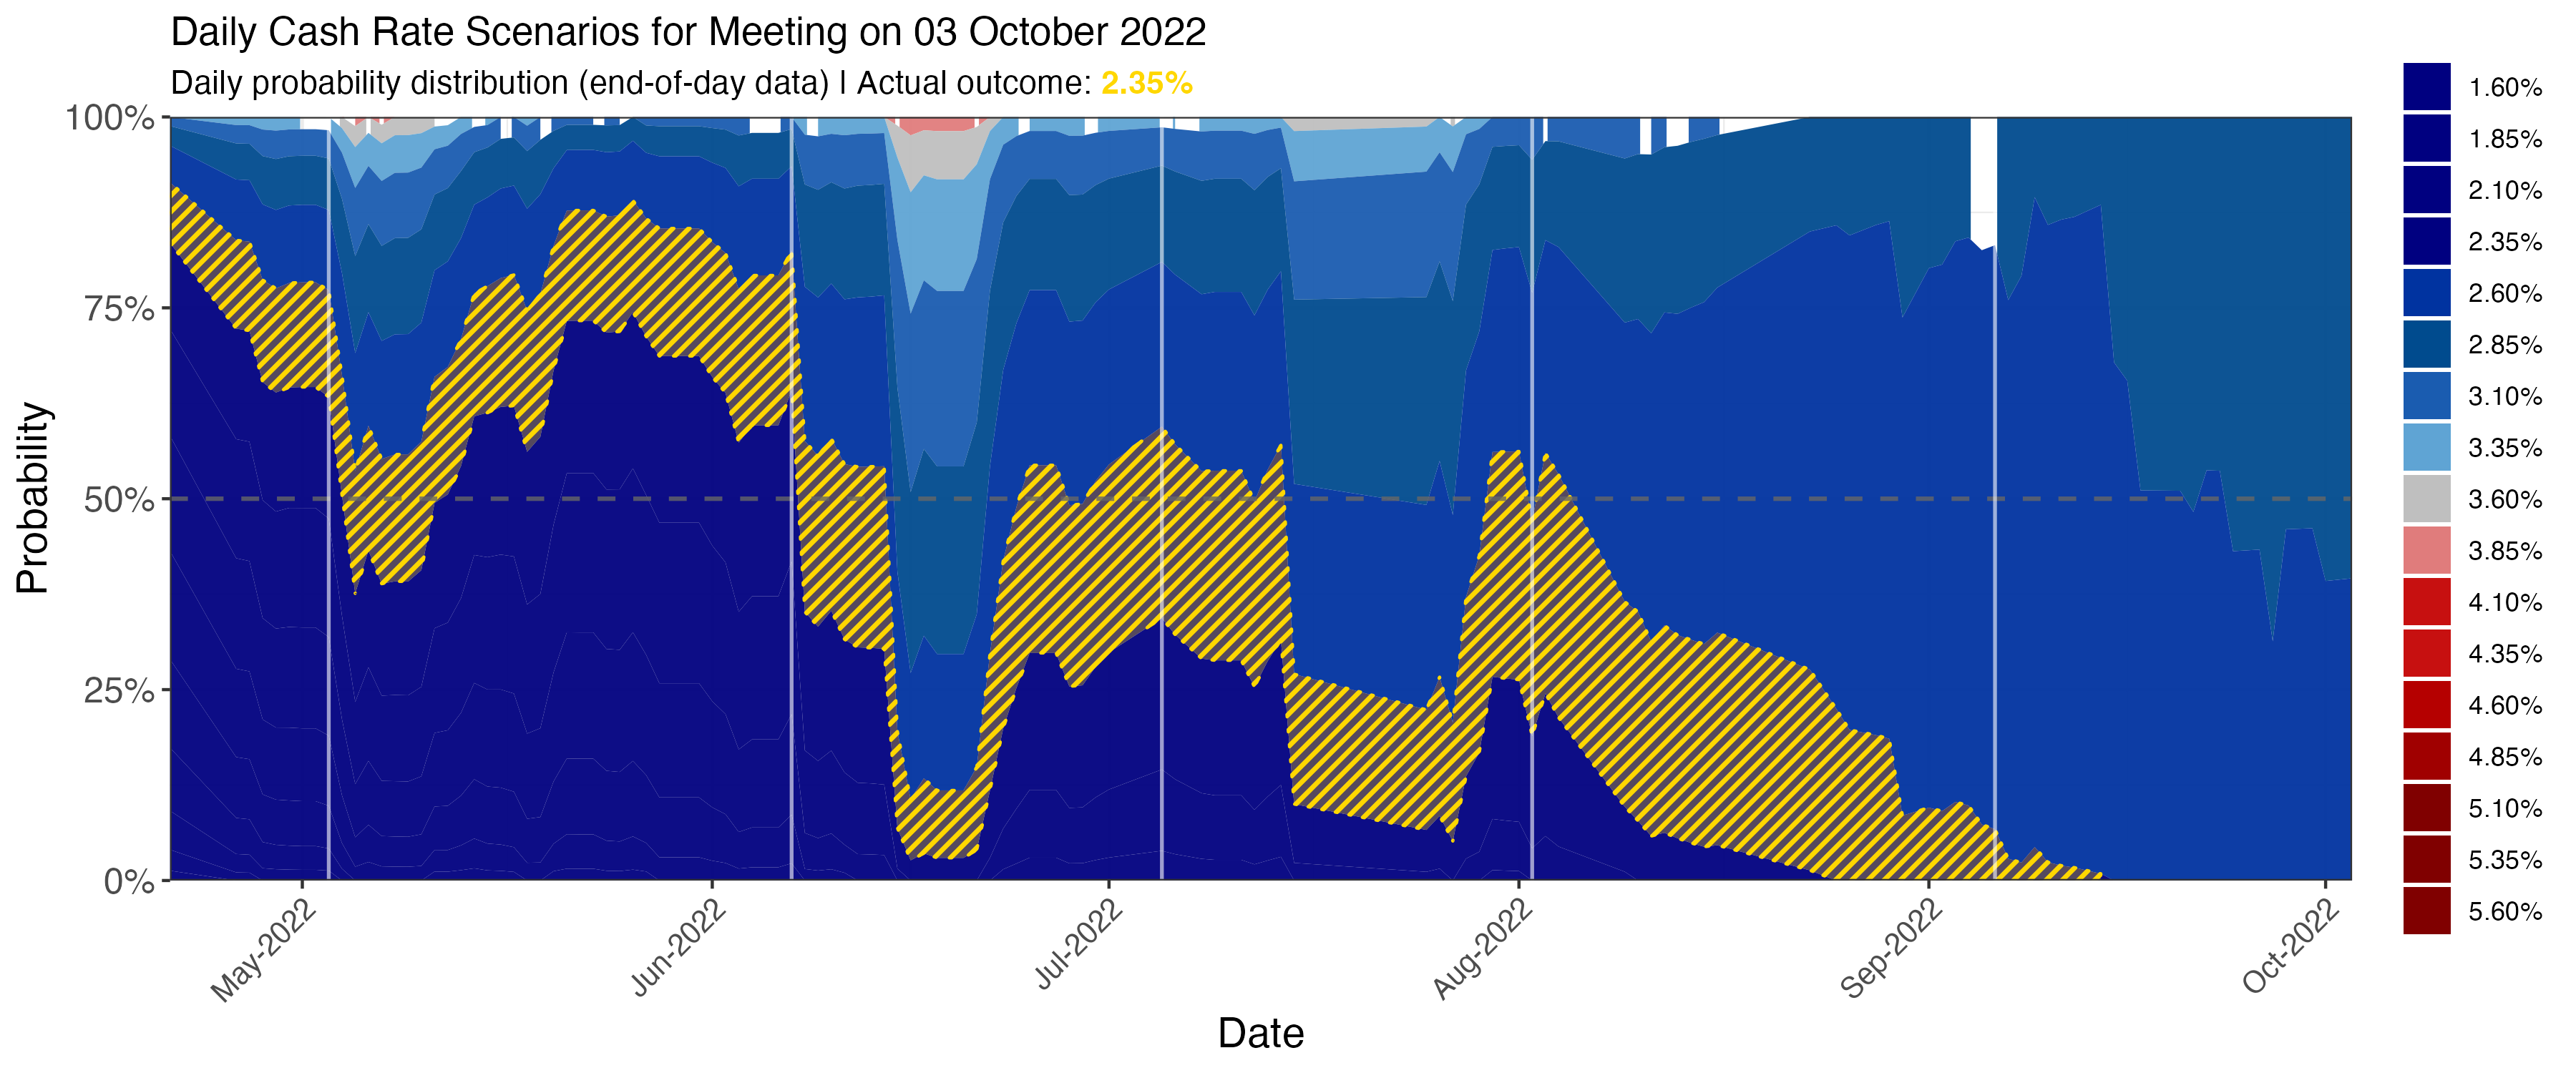 Daily Cash Rate Scenarios for Meeting on 03 October 2022
Daily probability distribution (end-of-day data) | Actual outcome: 2.35%
Probability
100%
75%
50%
25%
0%
May-2022
Jun-2022
Jul-2022
Aug-2022
Sep-2022
Oct-2022
Date
1.60%
1.85%
2.10%
2.35%
2.60%
2.85%
3.10%
3.35%
3.60%
3.85%
4.10%
4.35%
4.60%
4.85%
5.10%
5.35%
5.60%